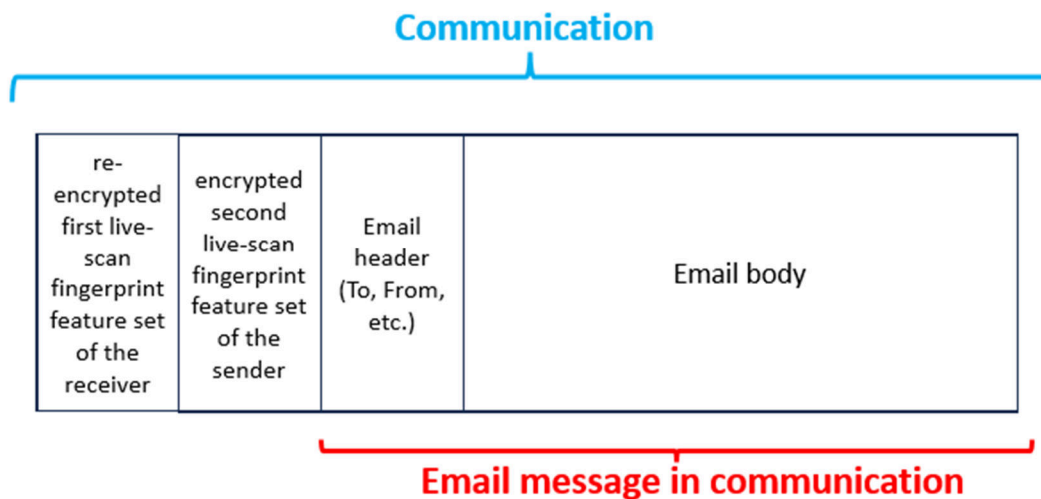 Communication
re-
encrypted
first live-
scan
fingerprint
feature set
of the
receiver
encrypted
second
live-scan
fingerprint
feature set
of the
sender
Email
header
(To, From,
etc.)
Email body
Email message in communication